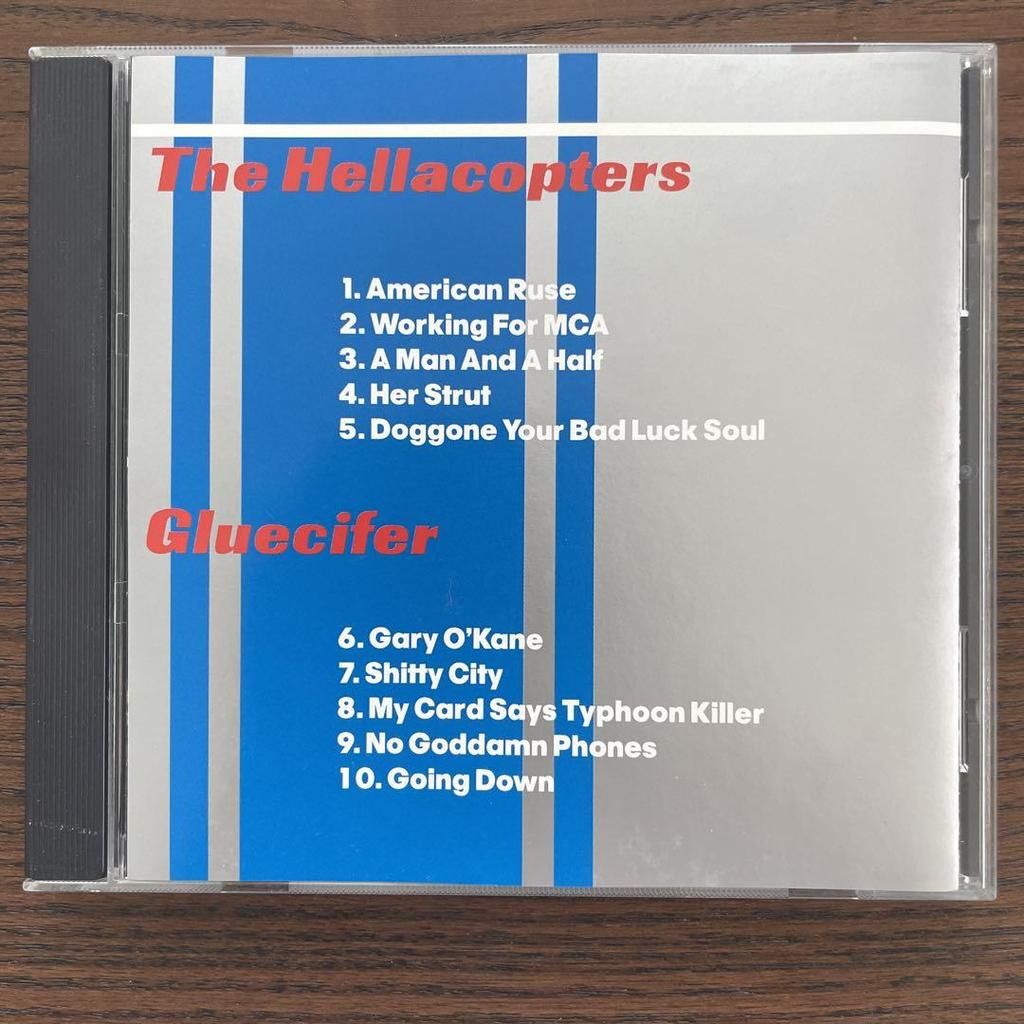 The Hellacopters
1. American Ruse
2. Working For MCA
3. A Man And A Half
4. Her Strut
5. Doggone Your Bad Luck Soul
Gluecifer
6. Gary O'Kane
7. Shitty City
8. My Card Says Typhoon Killer
9. No Goddamn Phones
10. Going Down